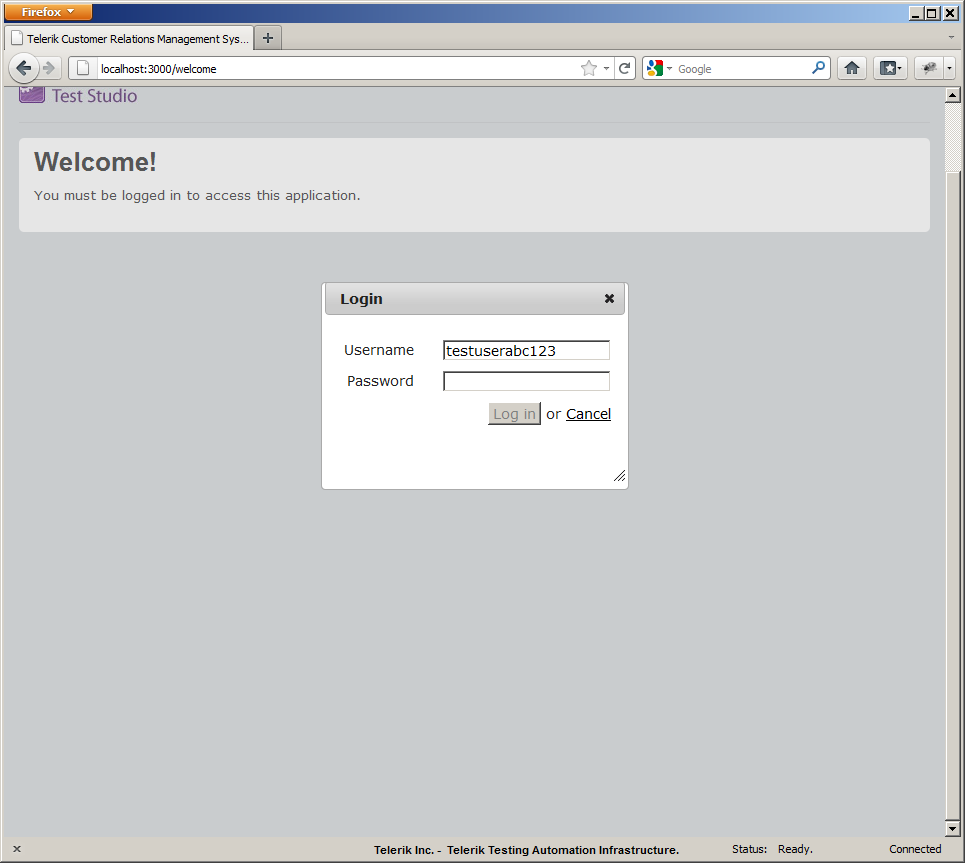 Firefox
Telerik Customer Relations Management Sys...
localhost:3000/welcome
Google
Test Studio
Welcome!
You must be logged in to access this application.
Login
Username
testuserabc123
Password
Log in or Cancel
Telerik Inc. - Telerik Testing Automation Infrastructure. Status: Ready. Connected